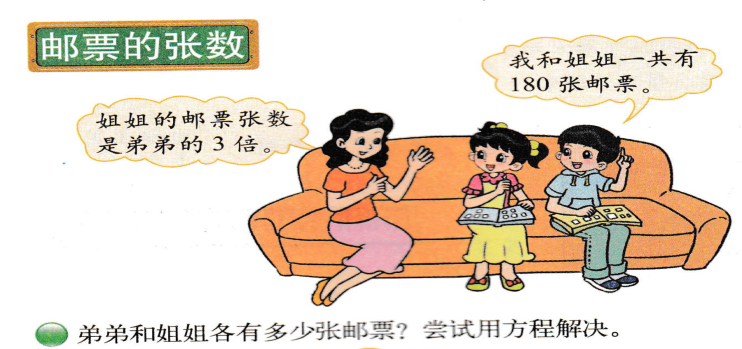 邮票的张数
我和姐姐一共有
180 张邮票。
姐姐的邮票张数
是弟弟的 3 倍。
弟弟和姐姐各有多少张邮票？尝试用方程解决。